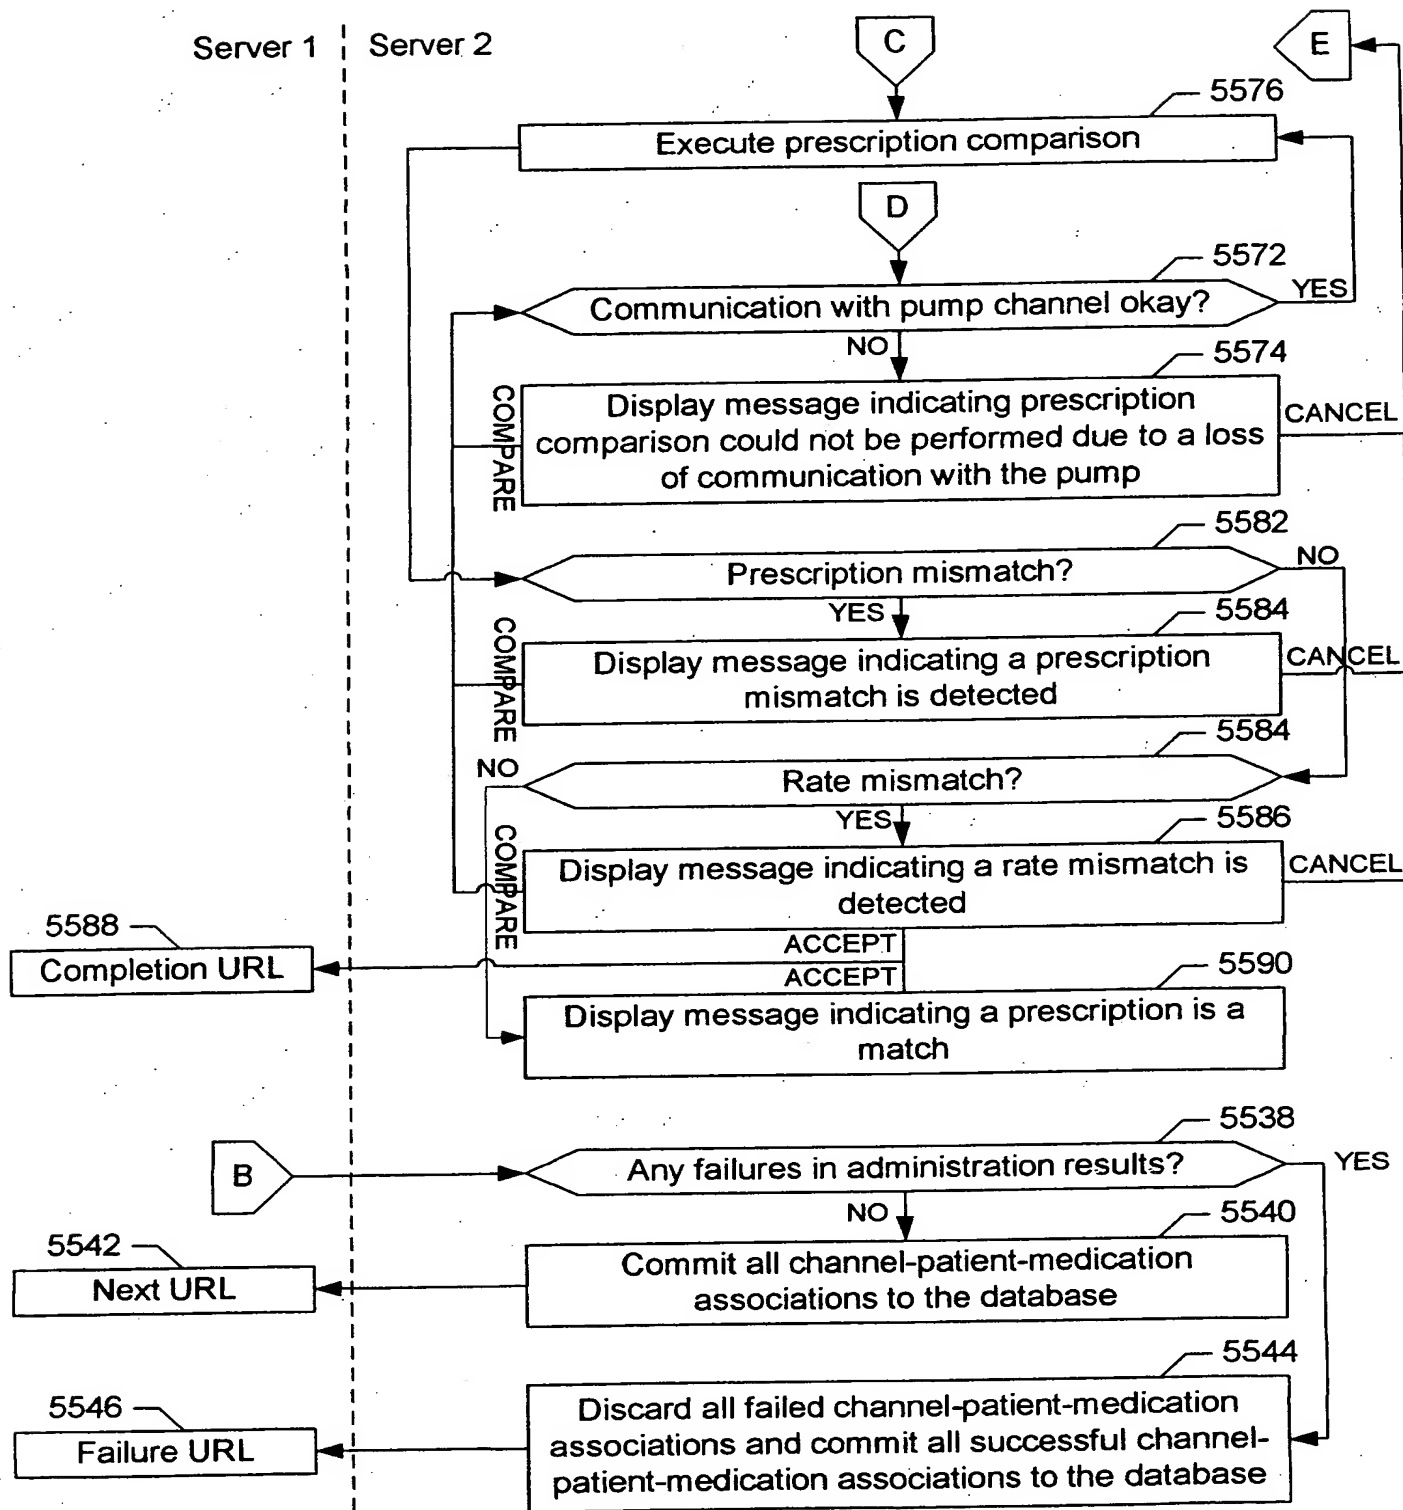 Server 1
Server 2
C
E
5576
Execute prescription comparison
D
5572
Communication with pump channel okay?
YES
NO
5574
COMPARE
Display message indicating prescription
comparison could not be performed due to a loss
of communication with the pump
CANCEL
5582
Prescription mismatch?
NO
YES
5584
COMPARE
Display message indicating a prescription
mismatch is detected
CANCEL
5584
NO
Rate mismatch?
YES
5586
COMPARE
Display message indicating a rate mismatch is
detected
CANCEL
5588
ACCEPT
Completion URL
ACCEPT
5590
Display message indicating a prescription is a
match
5538
B
Any failures in administration results?
YES
NO
5540
5542
Commit all channel-patient-medication
associations to the database
Next URL
5544
5546
Discard all failed channel-patient-medication
associations and commit all successful channel-
patient-medication associations to the database
Failure URL